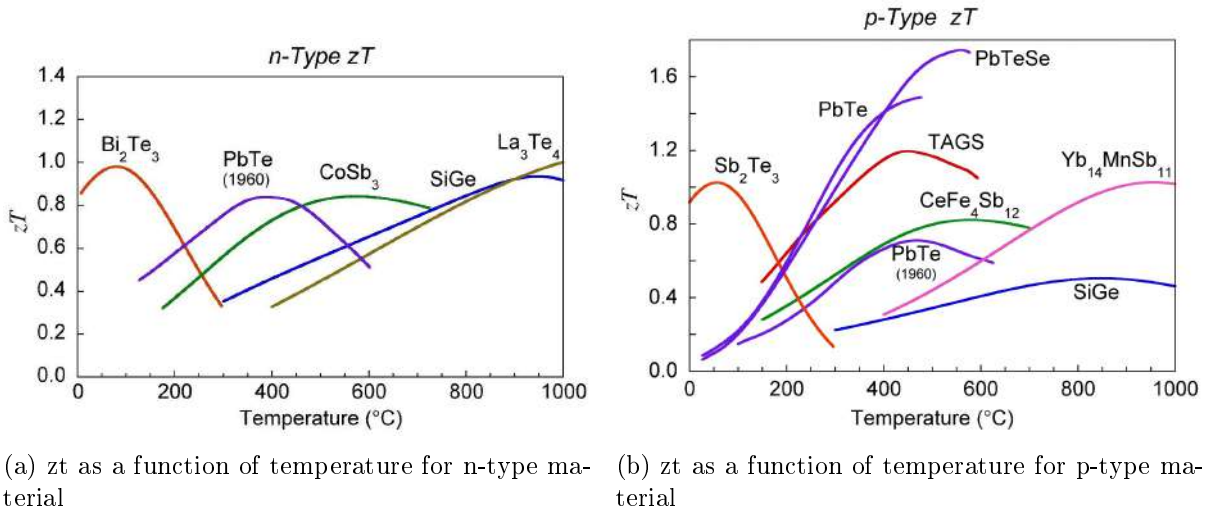 n-Type zT
1.4
1.2
1.0
0.8
0.6
0.4
0.2
0.0
zT
Bi2Te3
PbTe
(1960)
CoSb3
SiGe
La3Te4
0
200
400
600
800
1000
Temperature (°C)
(a) zt as a function of temperature for n-type ma-
terial
p-Type zT
1.6
1.2
0.8
0.4
0.0
zT
PbTeSe
PbTe
TAGS
Sb2Te3
Yb14MnSb11
CeFe4Sb12
PbTe
(1960)
SiGe
0
200
400
600
800
1000
Temperature (°C)
(b) zt as a function of temperature for p-type ma-
terial